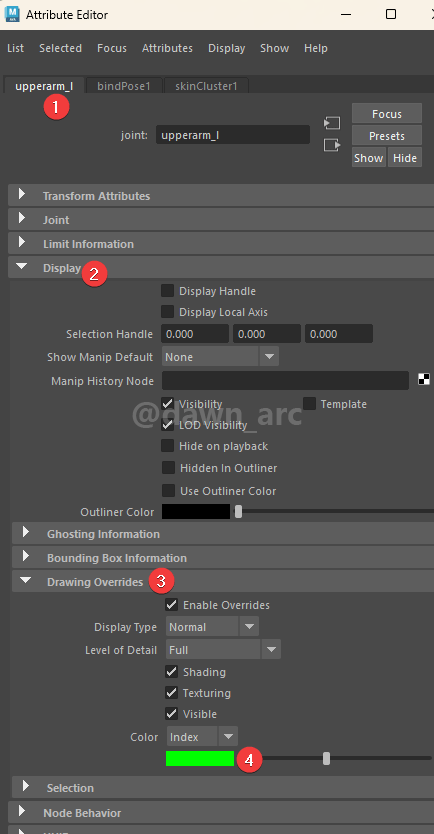 Attribute Editor
List Selected Focus Attributes Display Show Help
upperarm_l bindPose1 skinCluster1
1
Focus
joint: upperarm_l
Presets
Show Hide
Transform Attributes
Joint
Limit Information
Display 2
Display Handle
Display Local Axis
Selection Handle 0.000 0.000 0.000
Show Manip Default None
Manip History Node
Visibility Template
@dawn_arc
LOD Visibility
Hide on playback
Hidden In Outliner
Use Outliner Color
Outliner Color
Ghosting Information
Bounding Box Information
Drawing Overrides 3
Enable Overrides
Display Type Normal
Level of Detail Full
Shading
Texturing
Visible
Color Index
4
Selection
Node Behavior